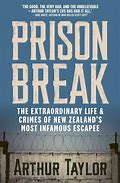 "THE GOOD, THE VERY BAD, AND THE UNBELIEVABLE
– ARTHUR TAYLOR'S LIFE HAS HAD IT ALL."
PRISON
BREAK
THE EXTRAORDINARY LIFE &
CRIMES OF NEW ZEALAND'S
MOST INFAMOUS ESCAPEE
Arthur Taylor